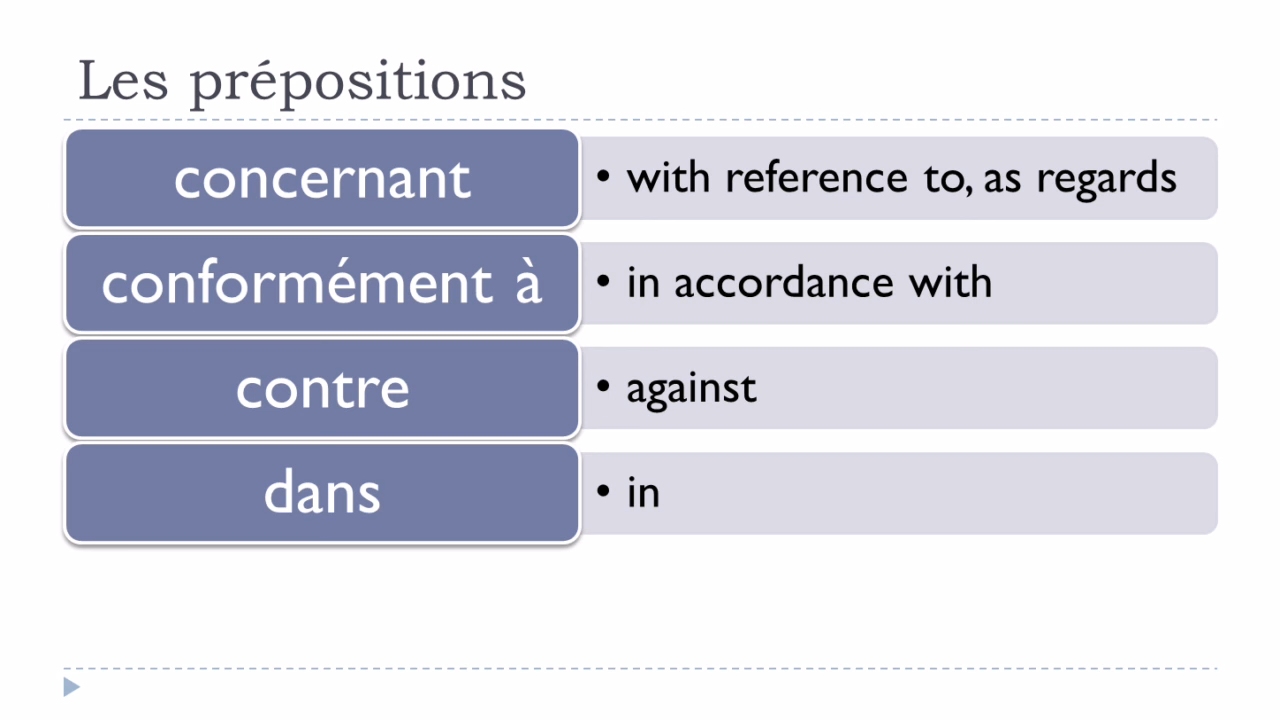 Les prépositions
concernant
• with reference to, as regards
conformément à
• in accordance with
contre
• against
dans
• in